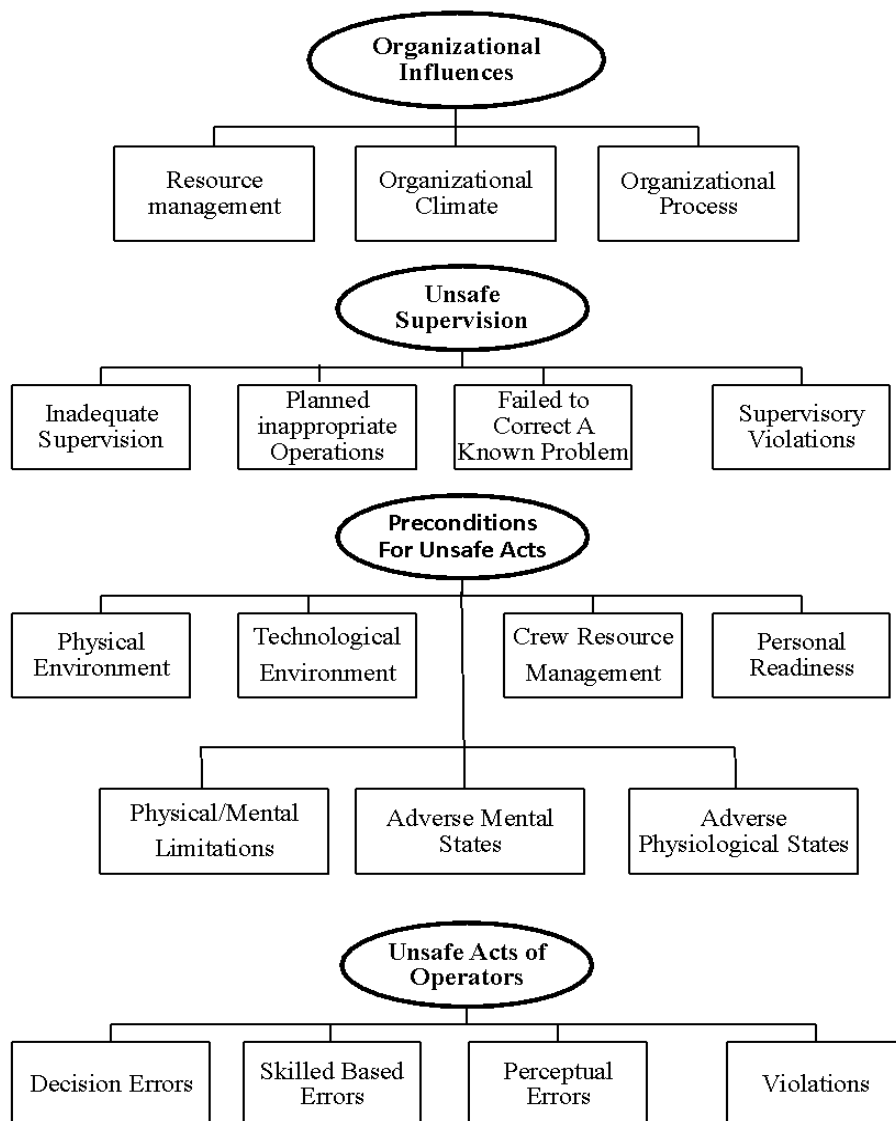 Organizational
Influences
Resource
management
Organizational
Climate
Organizational
Process
Unsafe
Supervision
Inadequate
Supervision
Planned
inappropriate
Operations
Failed to
Correct A
Known Problem
Supervisory
Violations
Preconditions
For Unsafe Acts
Physical
Environment
Technological
Environment
Crew Resource
Management
Personal
Readiness
Physical/Mental
Limitations
Adverse Mental
States
Adverse
Physiological States
Unsafe Acts of
Operators
Decision Errors
Skilled Based
Errors
Perceptual
Errors
Violations